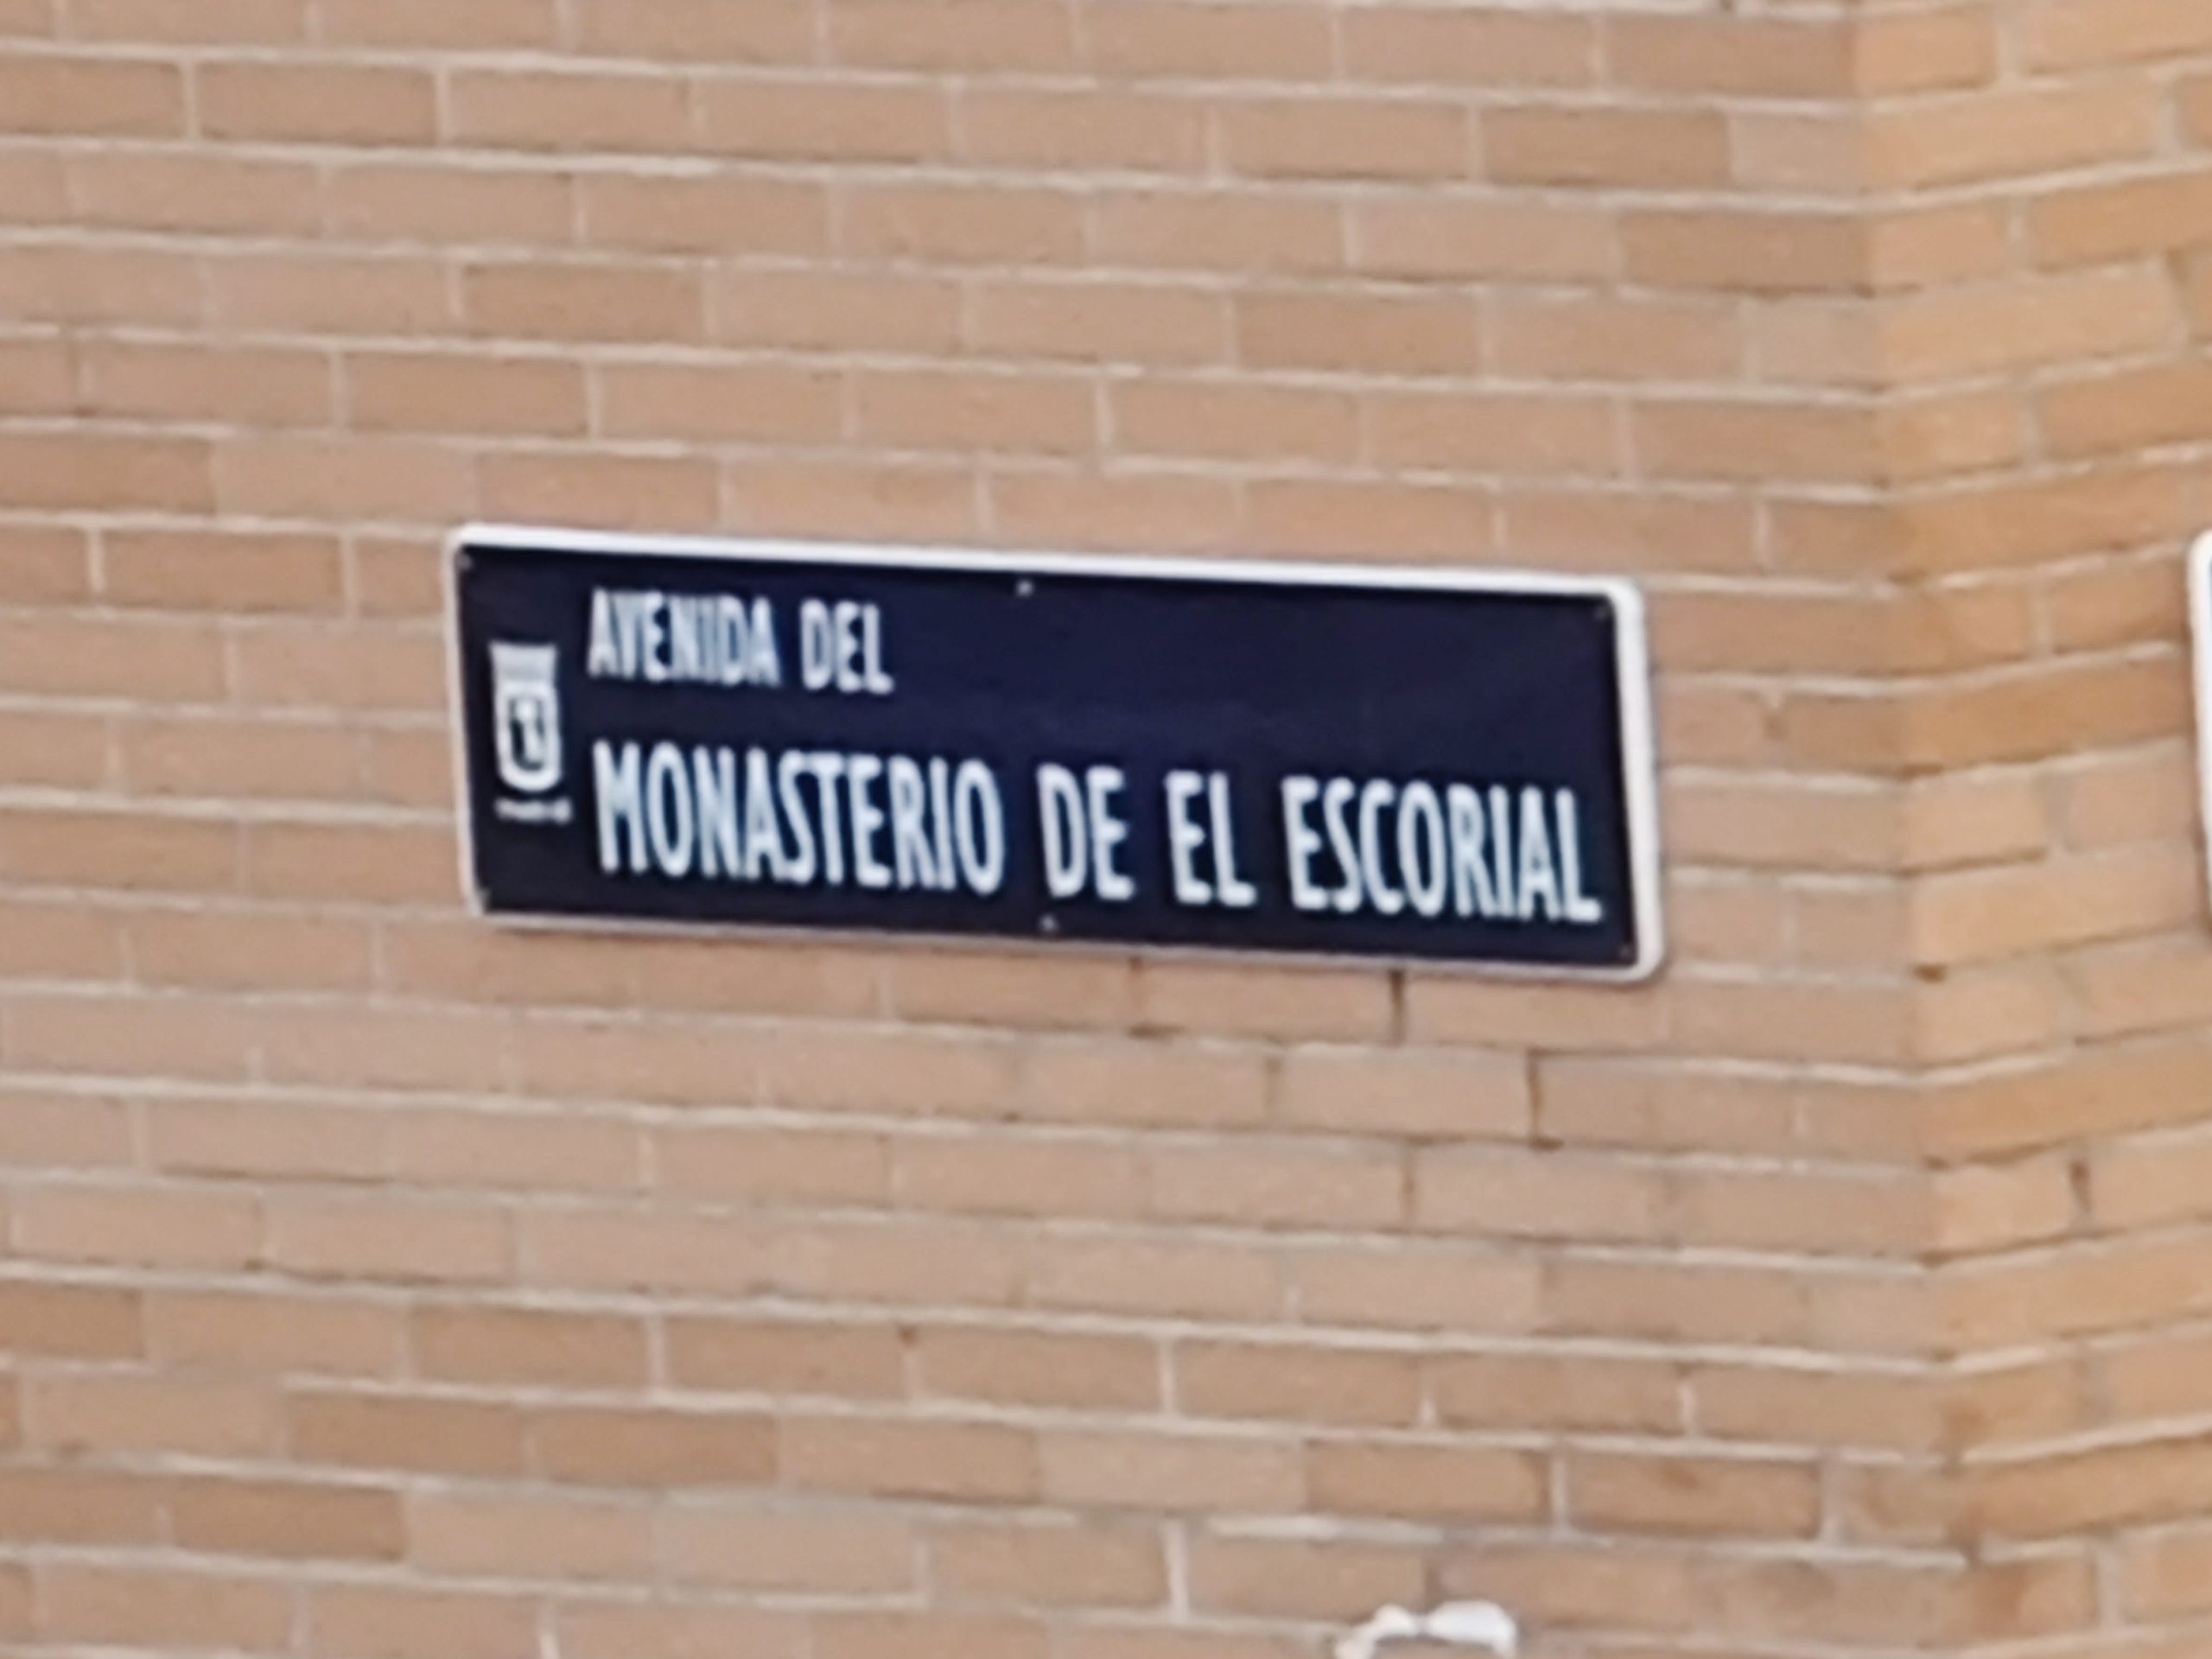 AVENIDA DEL
MONASTERIO DE EL ESCORIAL